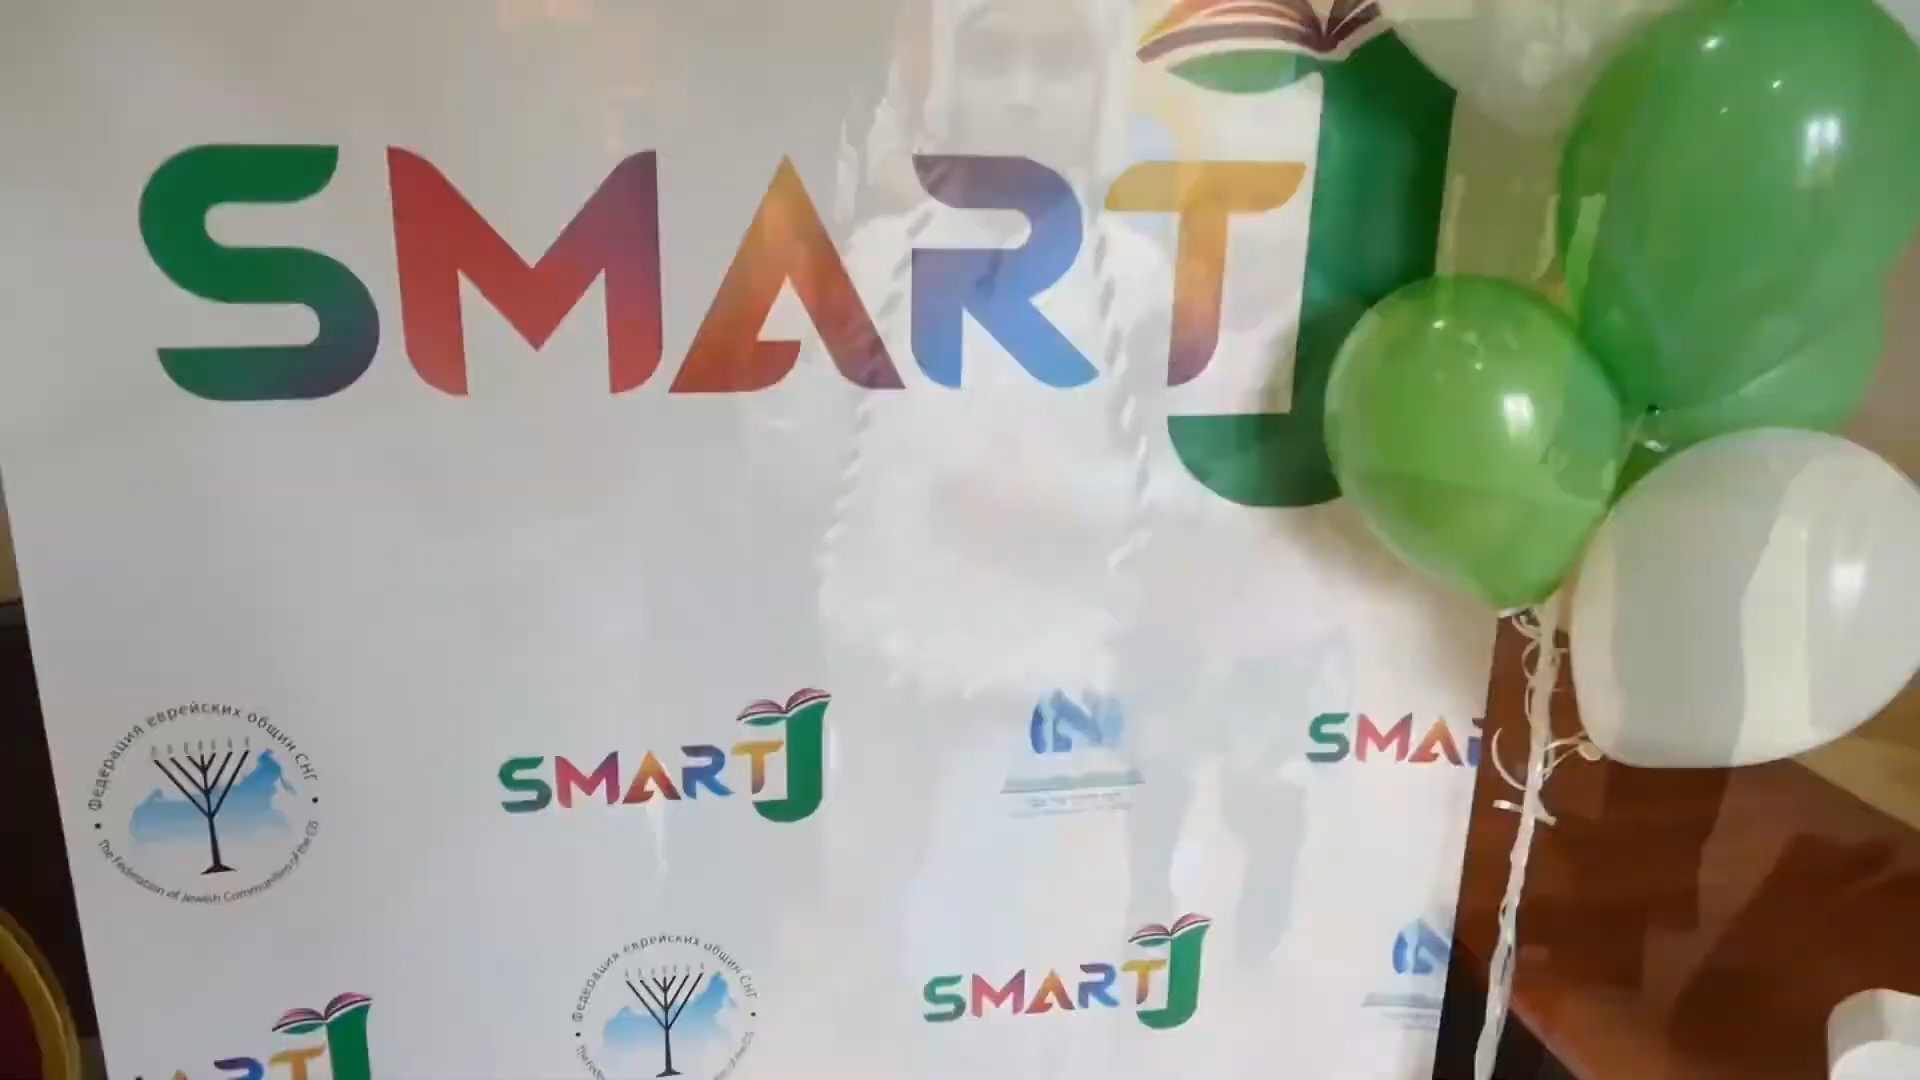 SMARTJ
Федерация еврейских общин СНГ
The Federation of Jewish Communities of the CIS
SMARTJ
SMAR
Федерация еврейских общин СНГ
SMARTJ
ARTJ